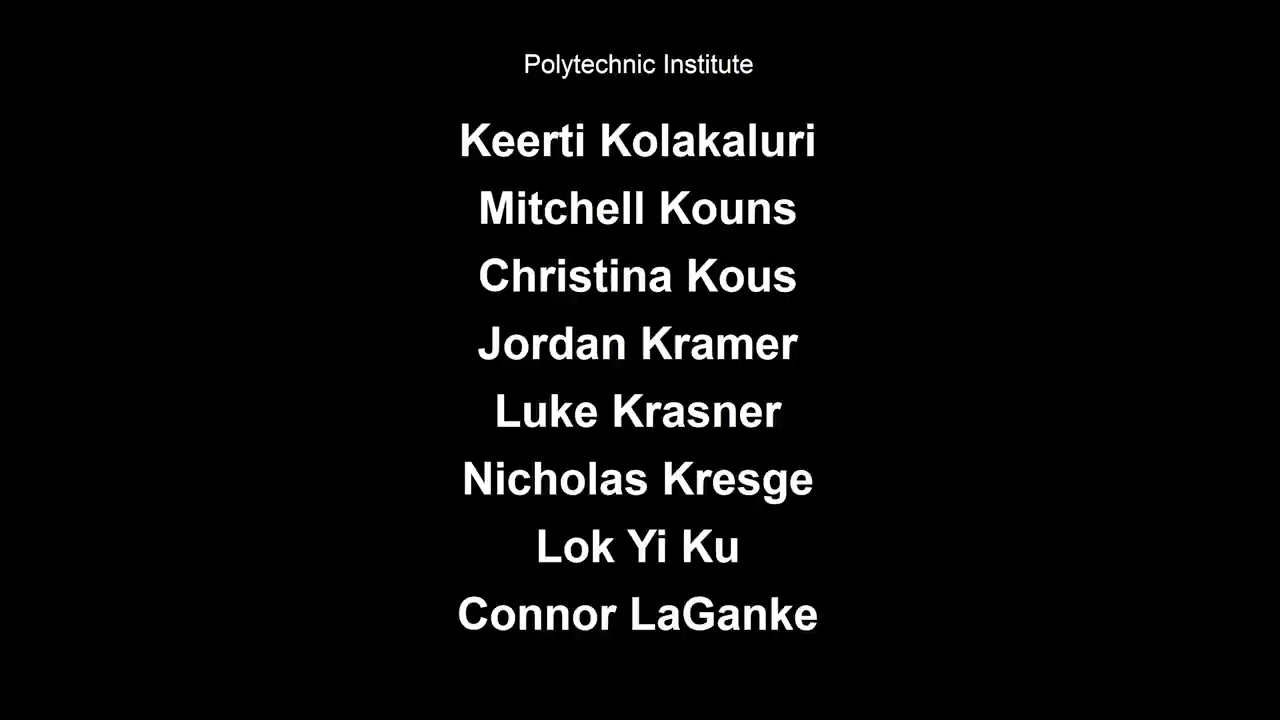 Polytechnic Institute
Keerti Kolakaluri
Mitchell Kouns
Christina Kous
Jordan Kramer
Luke Krasner
Nicholas Kresge
Lok Yi Ku
Connor LaGanke